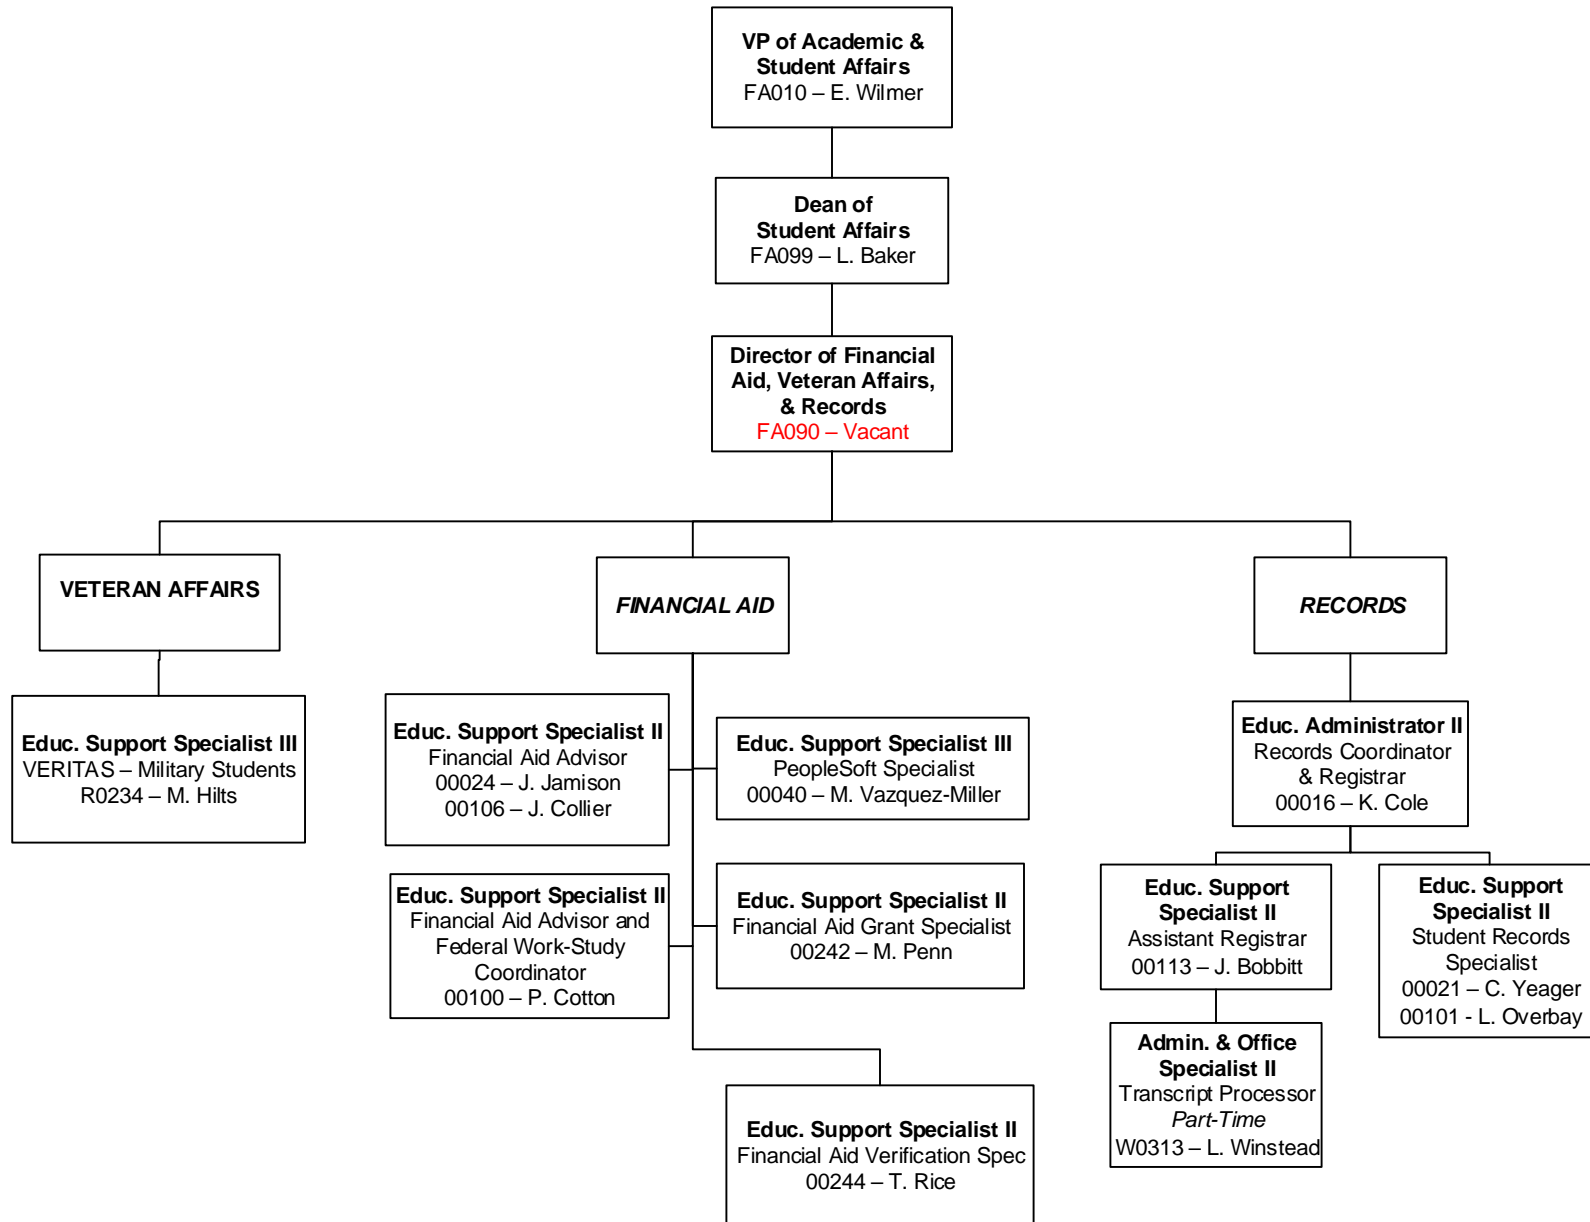 VP of Academic &
Student Affairs
FA010 – E. Wilmer
Dean of
Student Affairs
FA099 – L. Baker
Director of Financial
Aid, Veteran Affairs,
& Records
FA090 – Vacant
VETERAN AFFAIRS
FINANCIAL AID
RECORDS
Educ. Support Specialist III
VERITAS – Military Students
R0234 – M. Hilts
Educ. Support Specialist II
Financial Aid Advisor
00024 – J. Jamison
00106 – J. Collier
Educ. Support Specialist III
PeopleSoft Specialist
00040 – M. Vazquez-Miller
Educ. Administrator II
Records Coordinator
& Registrar
00016 – K. Cole
Educ. Support Specialist II
Financial Aid Advisor and
Federal Work-Study
Coordinator
00100 – P. Cotton
Educ. Support Specialist II
Financial Aid Grant Specialist
00242 – M. Penn
Educ. Support
Specialist II
Assistant Registrar
00113 – J. Bobbitt
Educ. Support
Specialist II
Student Records
Specialist
00021 – C. Yeager
00101 - L. Overbay
Admin. & Office
Specialist II
Transcript Processor
Part-Time
W0313 – L. Winstead
Educ. Support Specialist II
Financial Aid Verification Spec
00244 – T. Rice